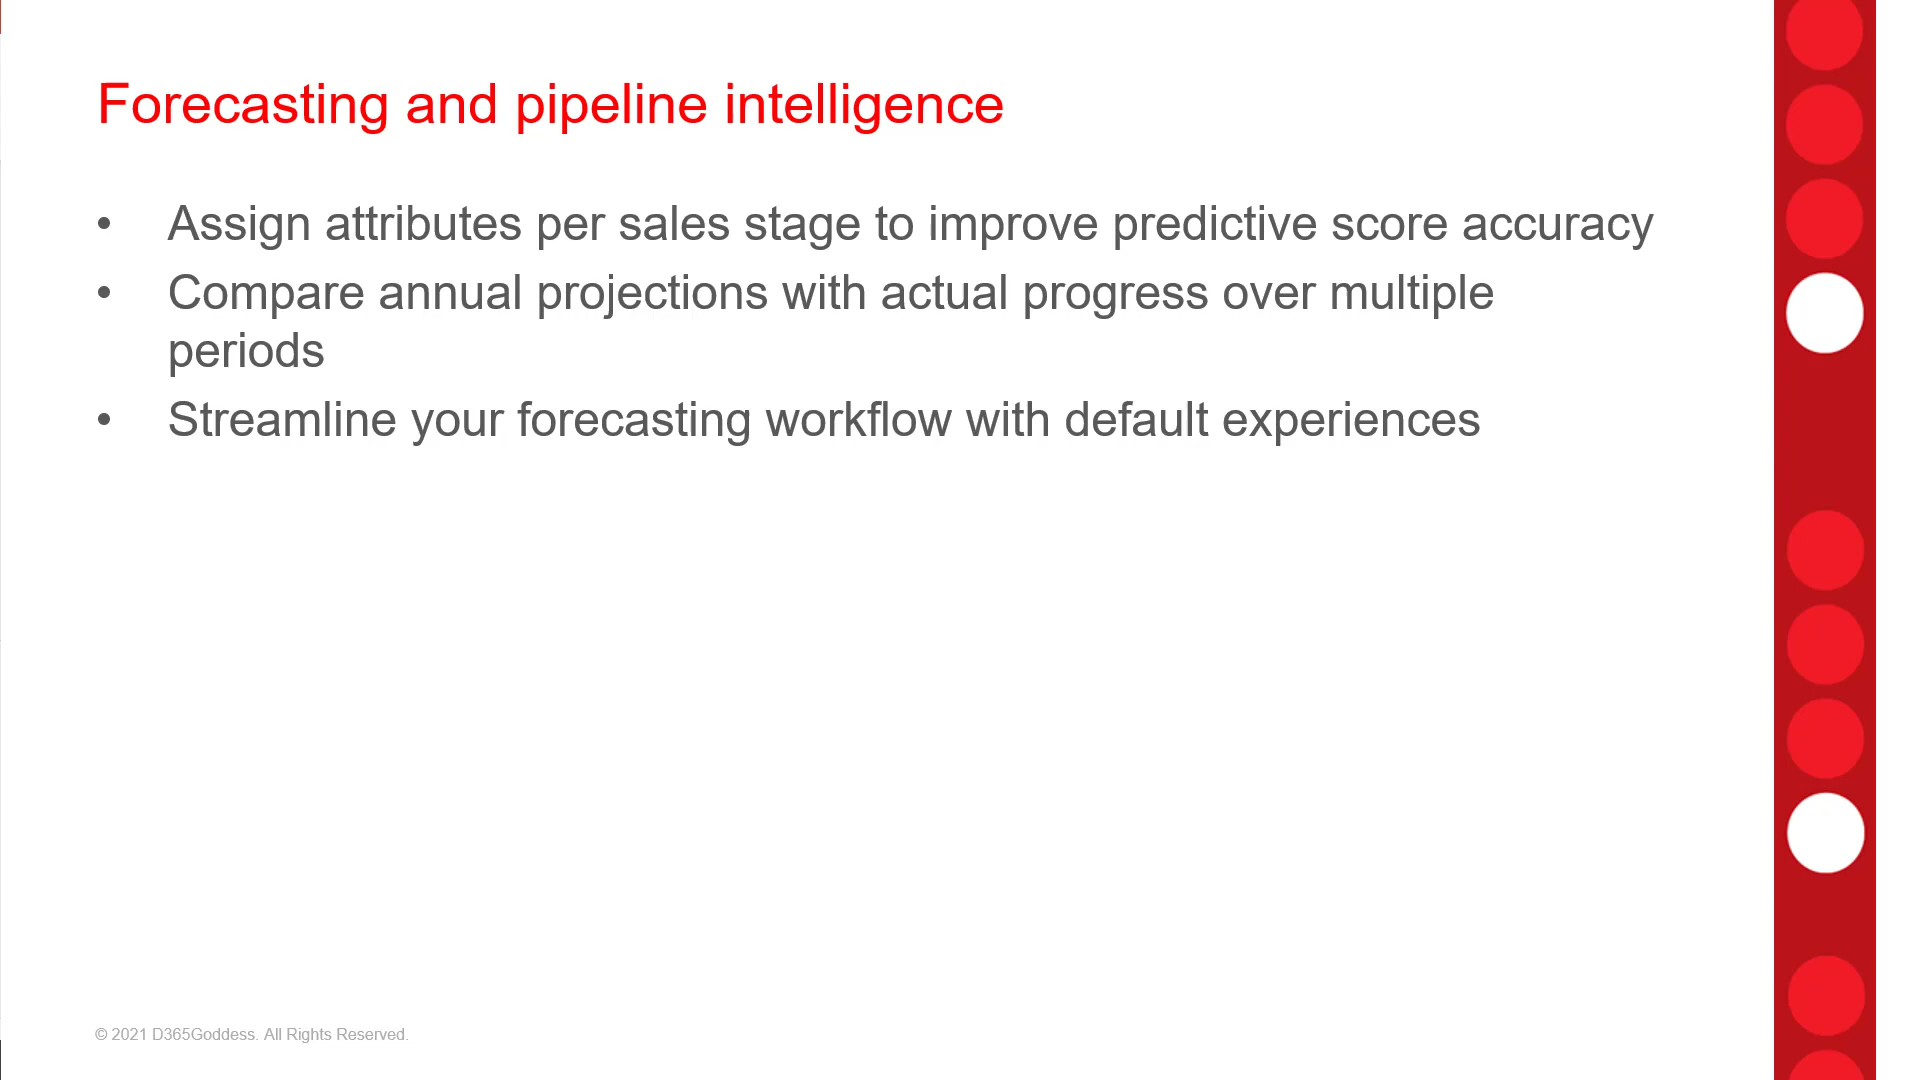 Forecasting and pipeline intelligence
• Assign attributes per sales stage to improve predictive score accuracy
• Compare annual projections with actual progress over multiple
periods
• Streamline your forecasting workflow with default experiences
© 2021 D365Goddess. All Rights Reserved.